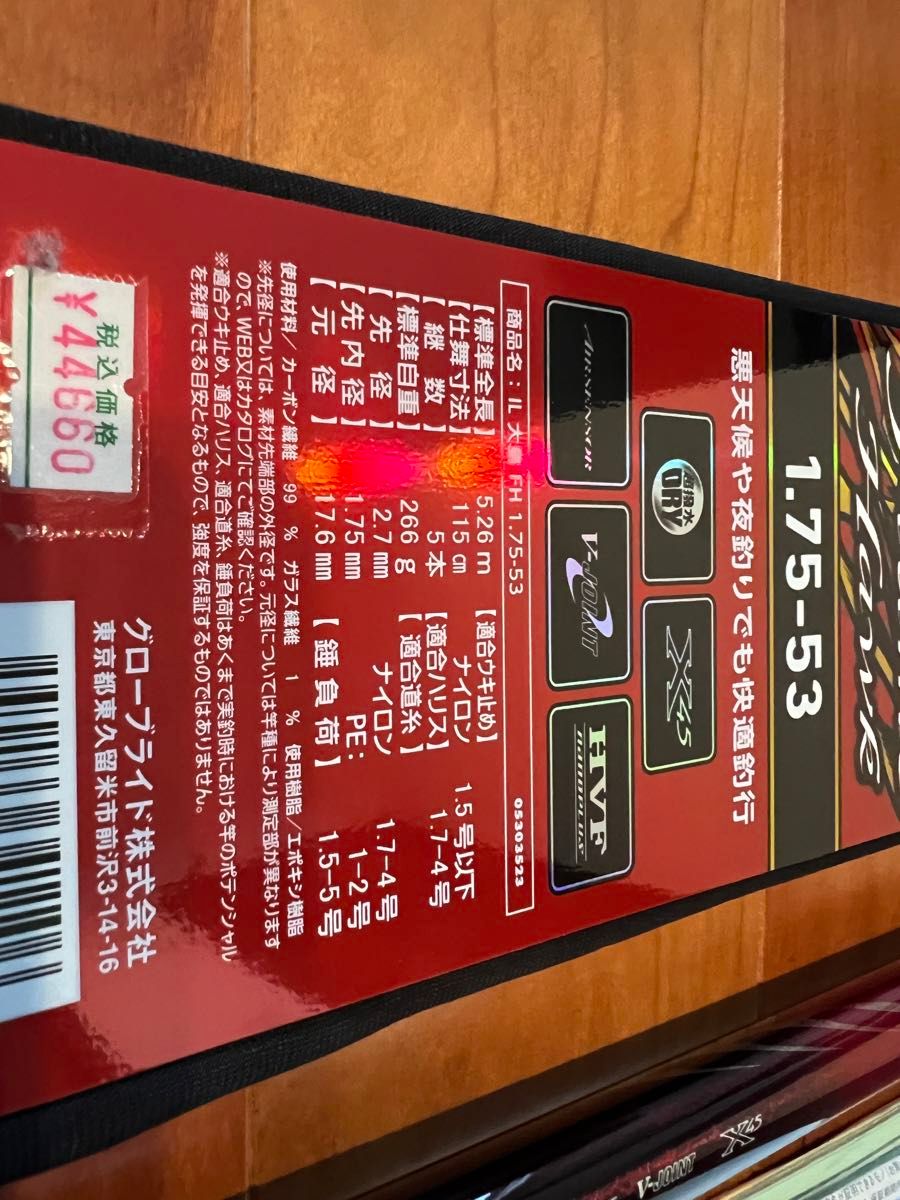 1.75-53
悪天候や夜釣りでも快適釣行
撥水
DRY
X45
AIRSENSOR
V-JOINT
HVF
商品名：IL 大 FH 1.75-53
05303523
【標準全長】 5.26m
【仕舞寸法】 115cm
【継 数】 5本
【標準自重】 266g
【先 径】 2.7mm
【先内径】 1.75mm
【元 径】 17.6mm
【適合ウキ止め】
ナイロン 1.5号以下
【適合ハリス】 1.7-4号
【適合道糸】
ナイロン 1.7-4号
PE： 1-2号
【錘負荷】 1.5-5号
使用材料／カーボン繊維 99 % ガラス繊維 1 % 使用樹脂／エポキシ樹脂
※先径については、素材先端部の外径です。元径については竿種により測定部が異なります
ので、WEB又はカタログにてご確認ください。
※適合ウキ止め、適合ハリス、適合道糸、錘負荷はあくまで実釣時における竿のポテンシャル
を発揮できる目安となるもので、強度を保証するものではありません。
税込価格
¥44660
グローブライド株式会社
東京都東久留米市前沢3-14-16
V-JOINT
X45